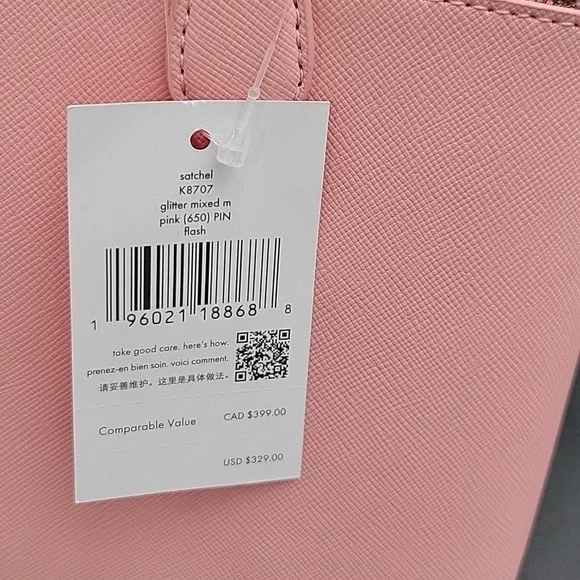 satchel
K8707
glitter mixed m
pink (650) PIN
flash
1 96021 18868 8
take good care. here's how.
prenez-en bien soin. voici comment.
请妥善维护。这里是具体做法。
Comparable Value CAD $399.00
USD $329.00